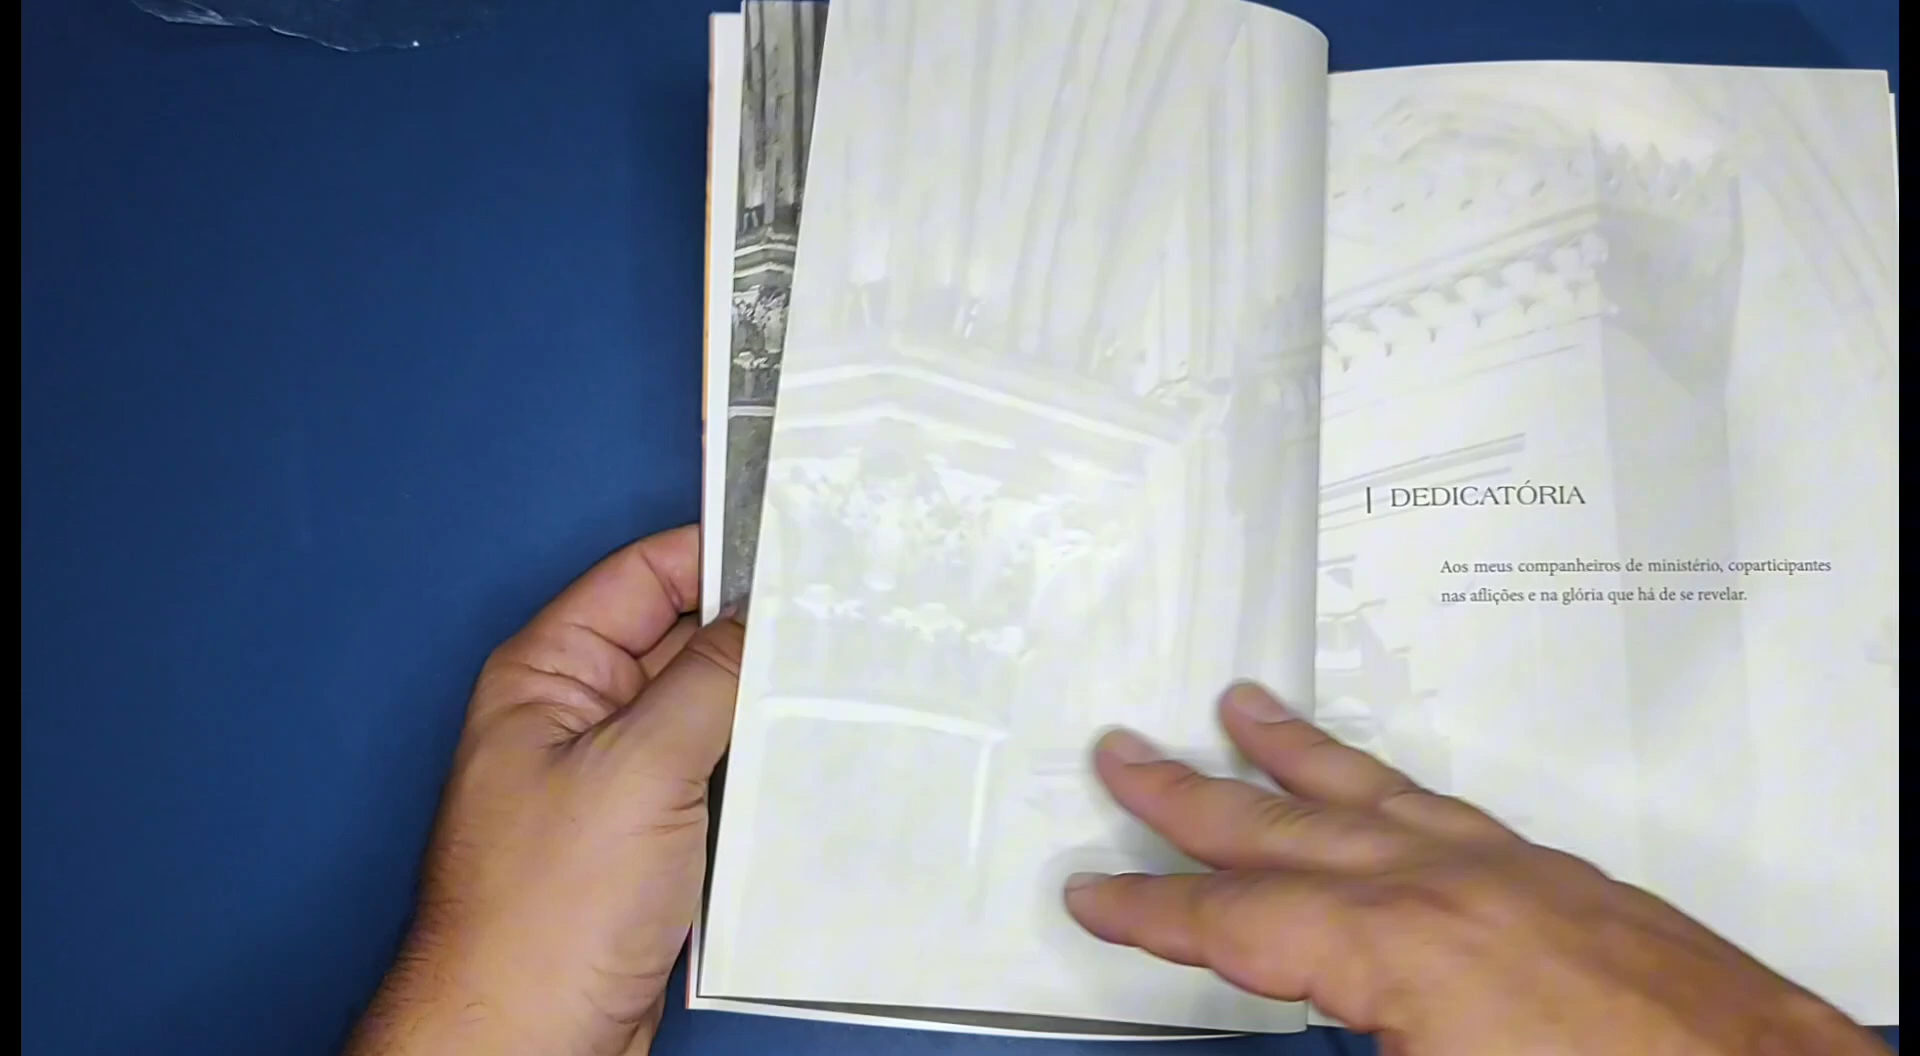 | DEDICATÓRIA
Aos meus companheiros de ministério, coparticipantes
nas aflições e na glória que há de se revelar.